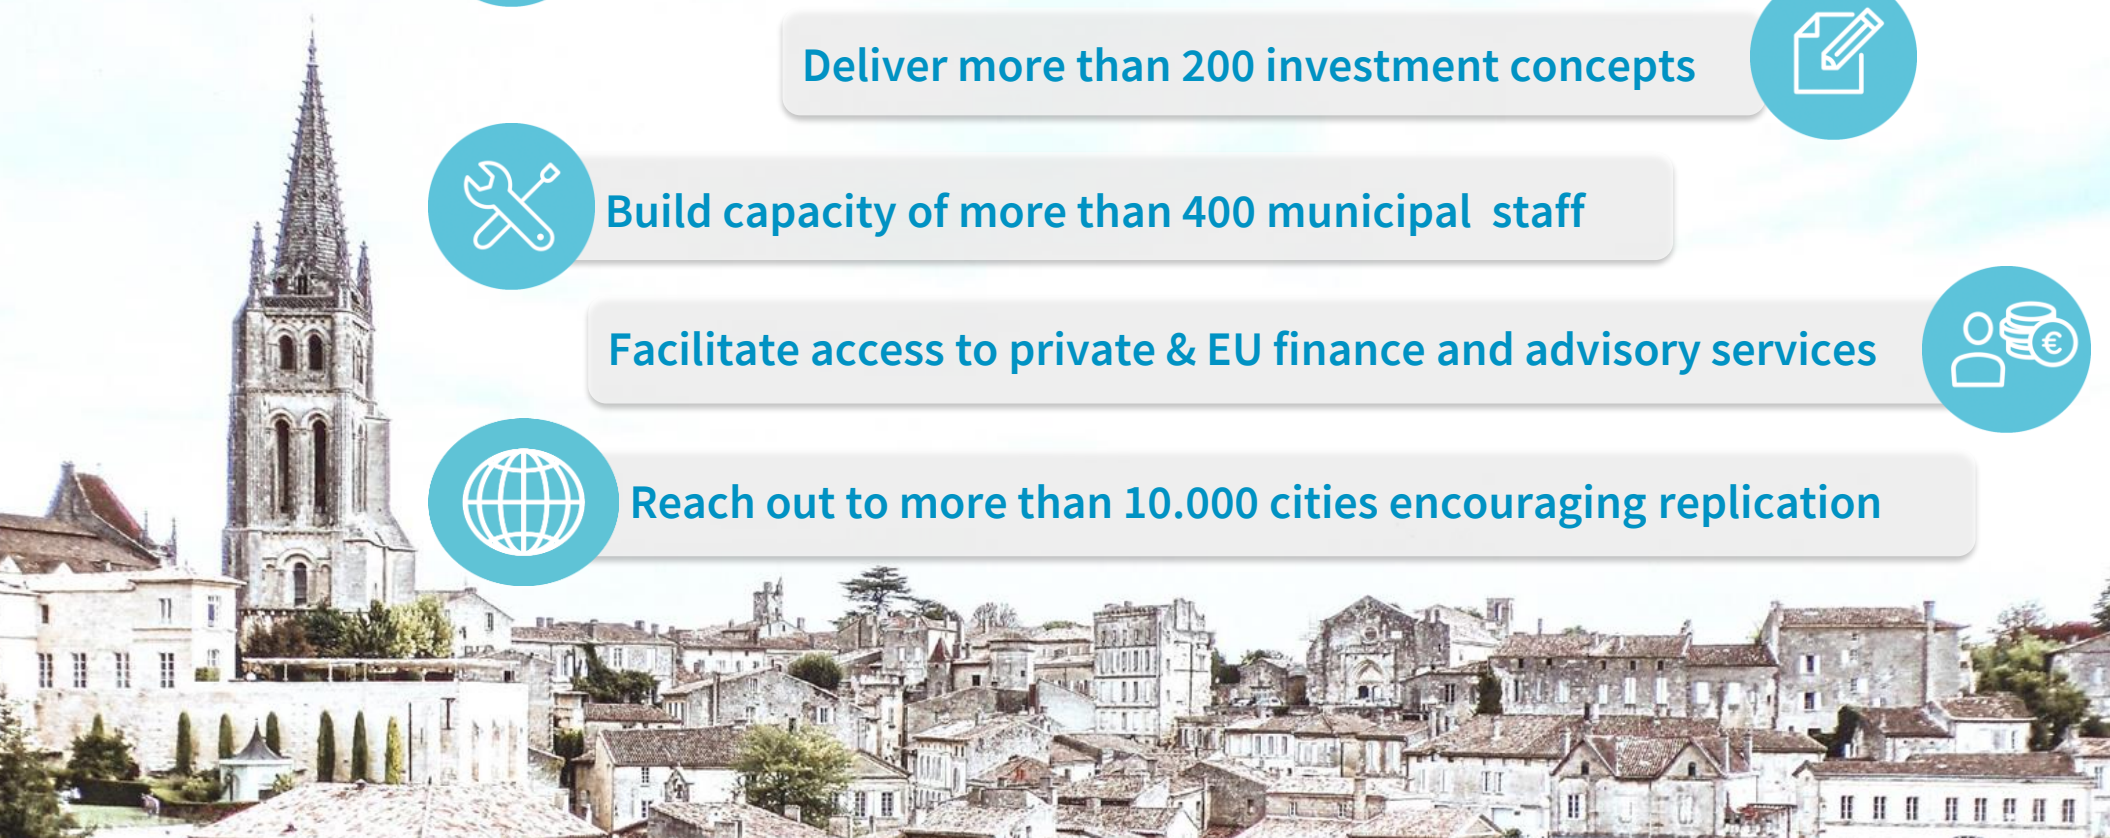 Deliver more than 200 investment concepts
Build capacity of more than 400 municipal  staff
Facilitate access to private & EU finance and advisory services
€
Reach out to more than 10.000 cities encouraging replication